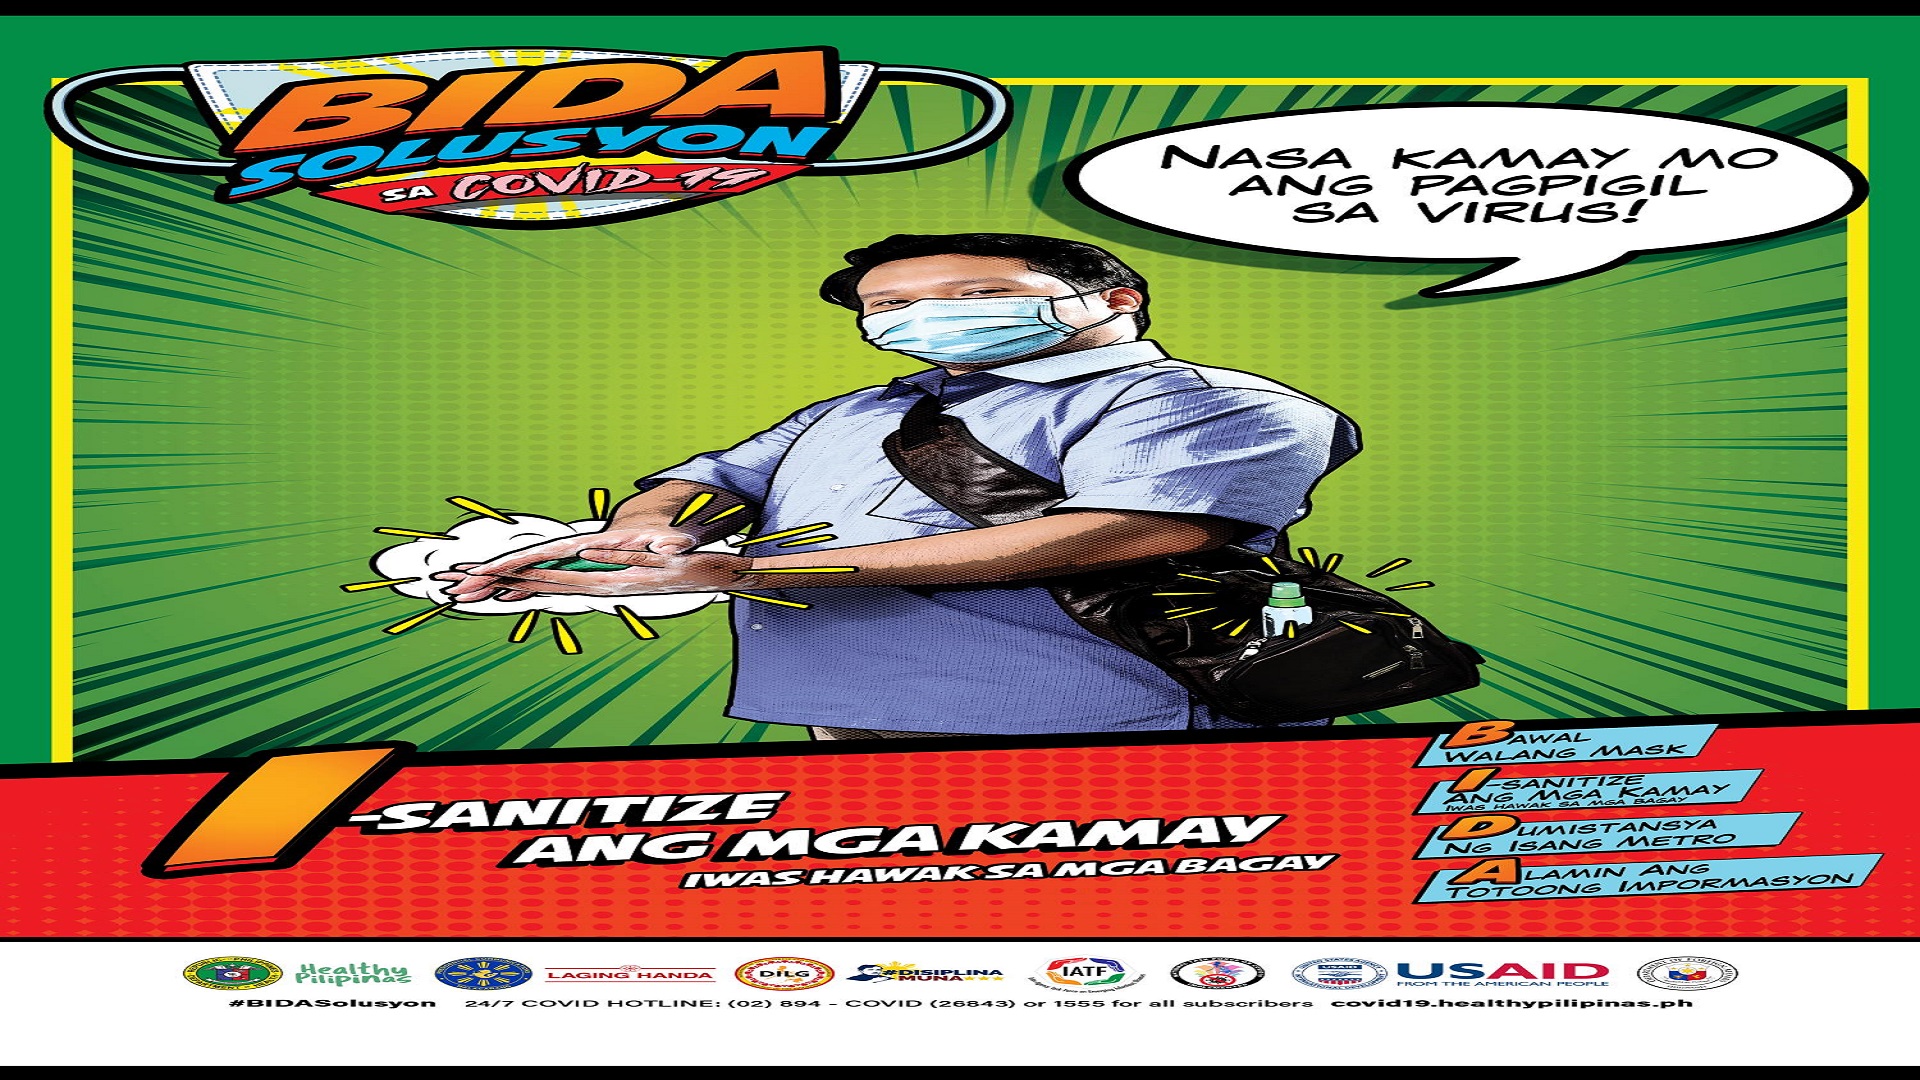 BIDA
SOLUSYON
SA COVID-19
NASA KAMAY MO
ANG PAGPIGIL
SA VIRUS!
I-SANITIZE
ANG MGA KAMAY
IWAS HAWAK SA MGA BAGAY
BAWAL
WALANG MASK
I-SANITIZE
ANG MGA KAMAY
IWAS HAWAK SA MGA BAGAY
DUMISTANSYA
NG ISANG METRO
ALAMIN ANG
TOTOONG IMPORMASYON
Healthy
Pilipinas
LAGING HANDA
DILG
#DISIPLINA
MUNA
IATF
USAID
USAID
FROM THE AMERICAN PEOPLE
#BIDASolusyon 24/7 COVID HOTLINE: (02) 894 - COVID (26843) or 1555 for all subscribers covid19.healthypilipinas.ph